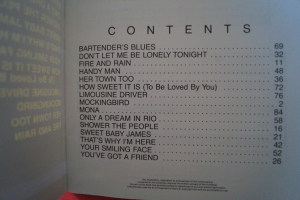 CONTENTS
BARTENDER'S BLUES 69
DON'T LET ME BE LONELY TONIGHT 32
FIRE AND RAIN 11
HANDY MAN 48
HER TOWN TOO 36
HOW SWEET IT IS (To Be Loved By You) 72
LIMOUSINE DRIVER 76
MOCKINGBIRD 2
MONA 84
ONLY A DREAM IN RIO 58
SHOWER THE PEOPLE 16
SWEET BABY JAMES 21
THAT'S WHY I'M HERE 42
YOUR SMILING FACE 52
YOU'VE GOT A FRIEND 26